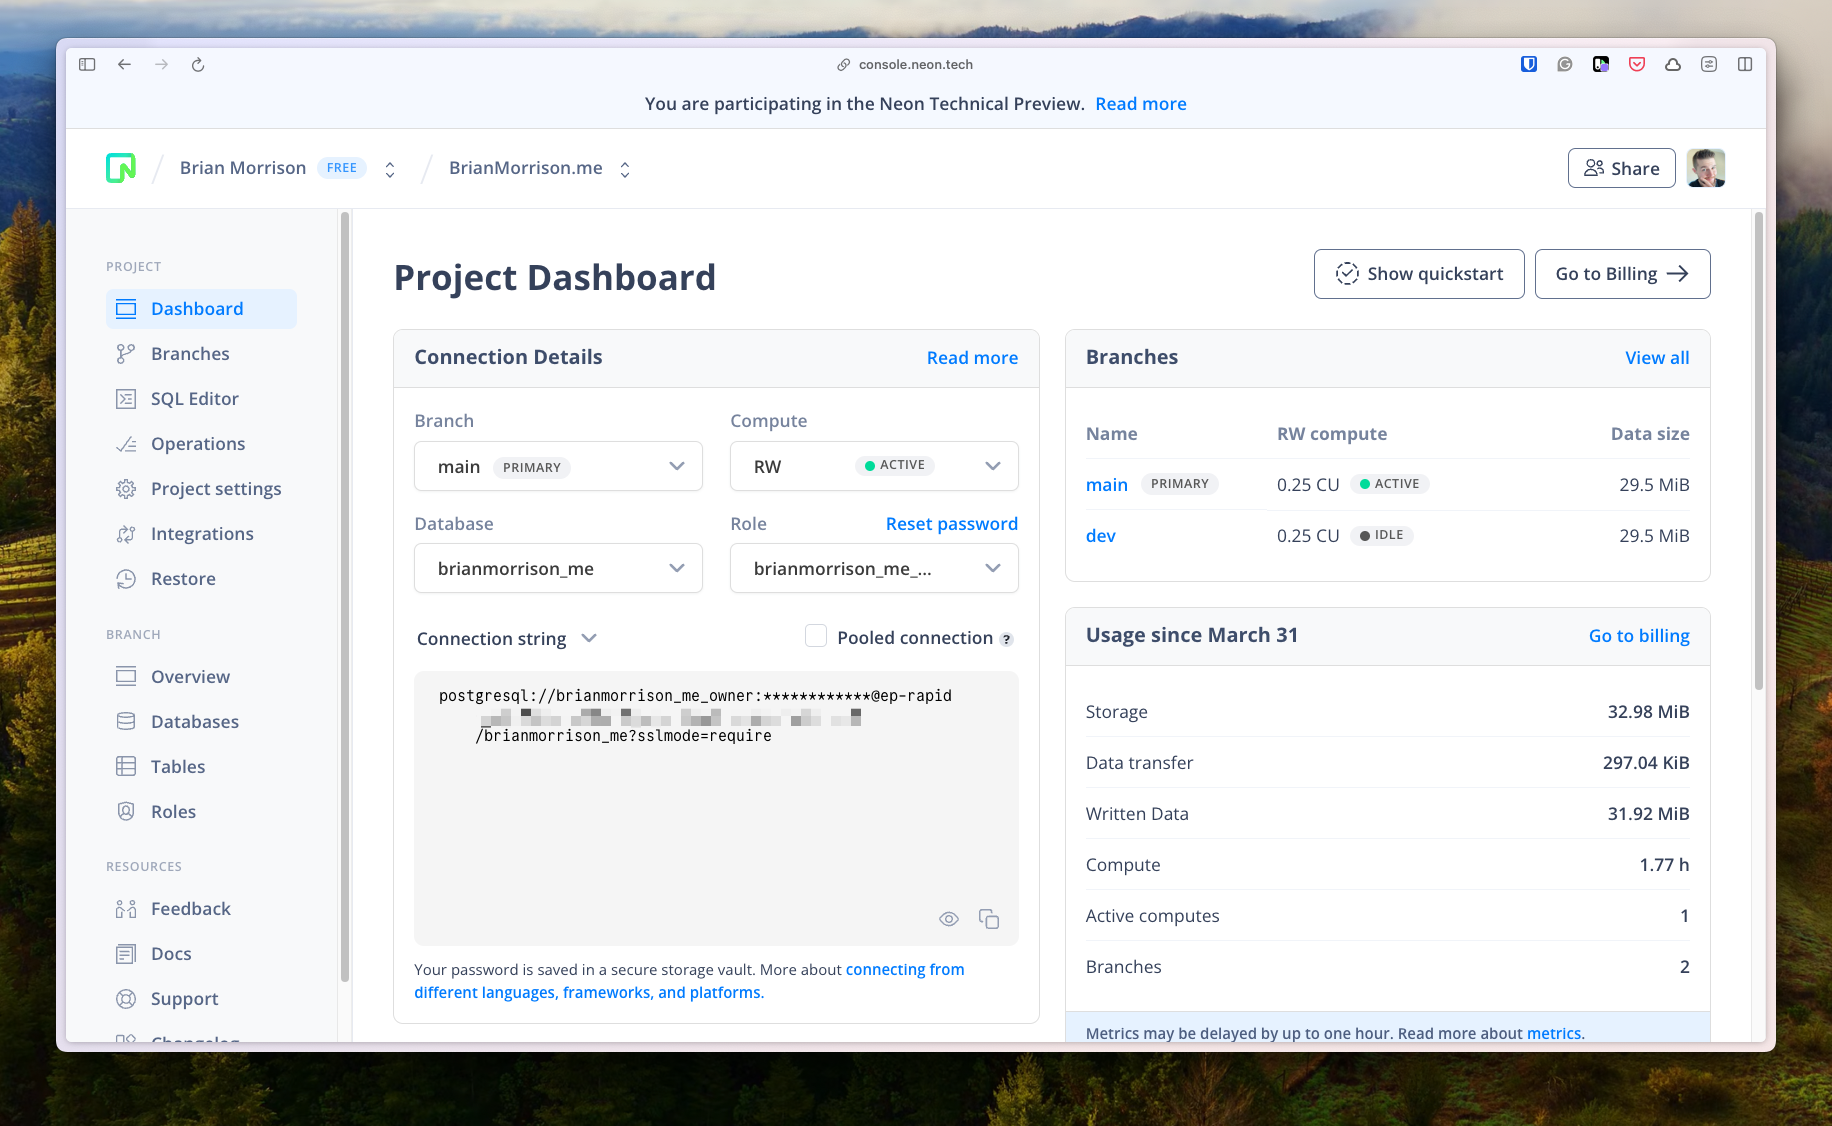 console.neon.tech
You are participating in the Neon Technical Preview. Read more
Brian Morrison FREE
BrianMorrison.me
Share
PROJECT
Dashboard
Branches
SQL Editor
Operations
Project settings
Integrations
Restore
BRANCH
Overview
Databases
Tables
Roles
RESOURCES
Feedback
Docs
Support
Changelog
Project Dashboard
Show quickstart
Go to Billing
Connection Details Read more
Branch Compute
main PRIMARY RW ACTIVE
Database Role Reset password
brianmorrison_me brianmorrison_me_...
Connection string Pooled connection ?
postgresql://brianmorrison_me_owner:************@ep-rapid
/brianmorrison_me?sslmode=require
Your password is saved in a secure storage vault. More about connecting from
different languages, frameworks, and platforms.
Branches View all
Name RW compute Data size
main PRIMARY 0.25 CU ACTIVE 29.5 MiB
dev 0.25 CU IDLE 29.5 MiB
Usage since March 31 Go to billing
Storage 32.98 MiB
Data transfer 297.04 KiB
Written Data 31.92 MiB
Compute 1.77 h
Active computes 1
Branches 2
Metrics may be delayed by up to one hour. Read more about metrics.